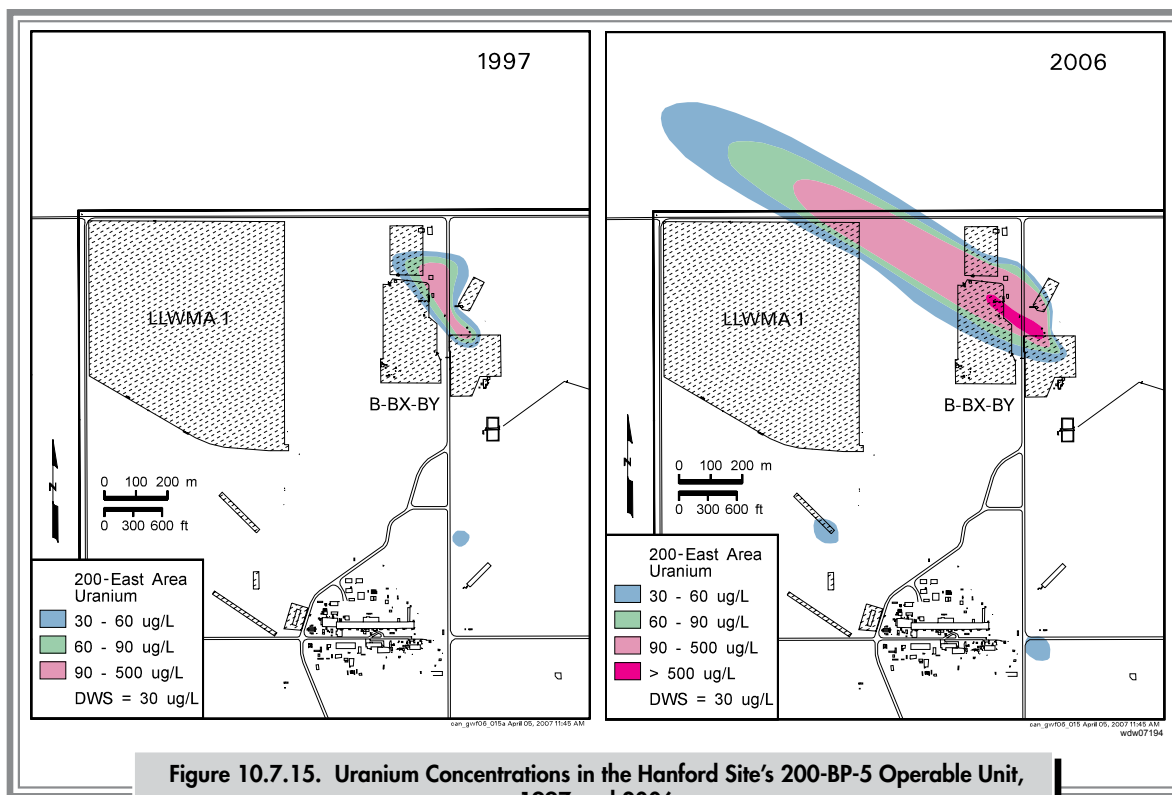 1997
LLWMA 1
B-BX-BY
N
0 100 200 m
0 300 600 ft
200-East Area
Uranium
30 - 60 ug/L
60 - 90 ug/L
90 - 500 ug/L
DWS = 30 ug/L
can_gwf06_015a April 05, 2007 11:45 AM
2006
LLWMA 1
B-BX-BY
N
0 100 200 m
0 300 600 ft
200-East Area
Uranium
30 - 60 ug/L
60 - 90 ug/L
90 - 500 ug/L
> 500 ug/L
DWS = 30 ug/L
can_gwf06_015 April 05, 2007 11:45 AM
wdw07194
Figure 10.7.15. Uranium Concentrations in the Hanford Site's 200-BP-5 Operable Unit,
1997 and 2006